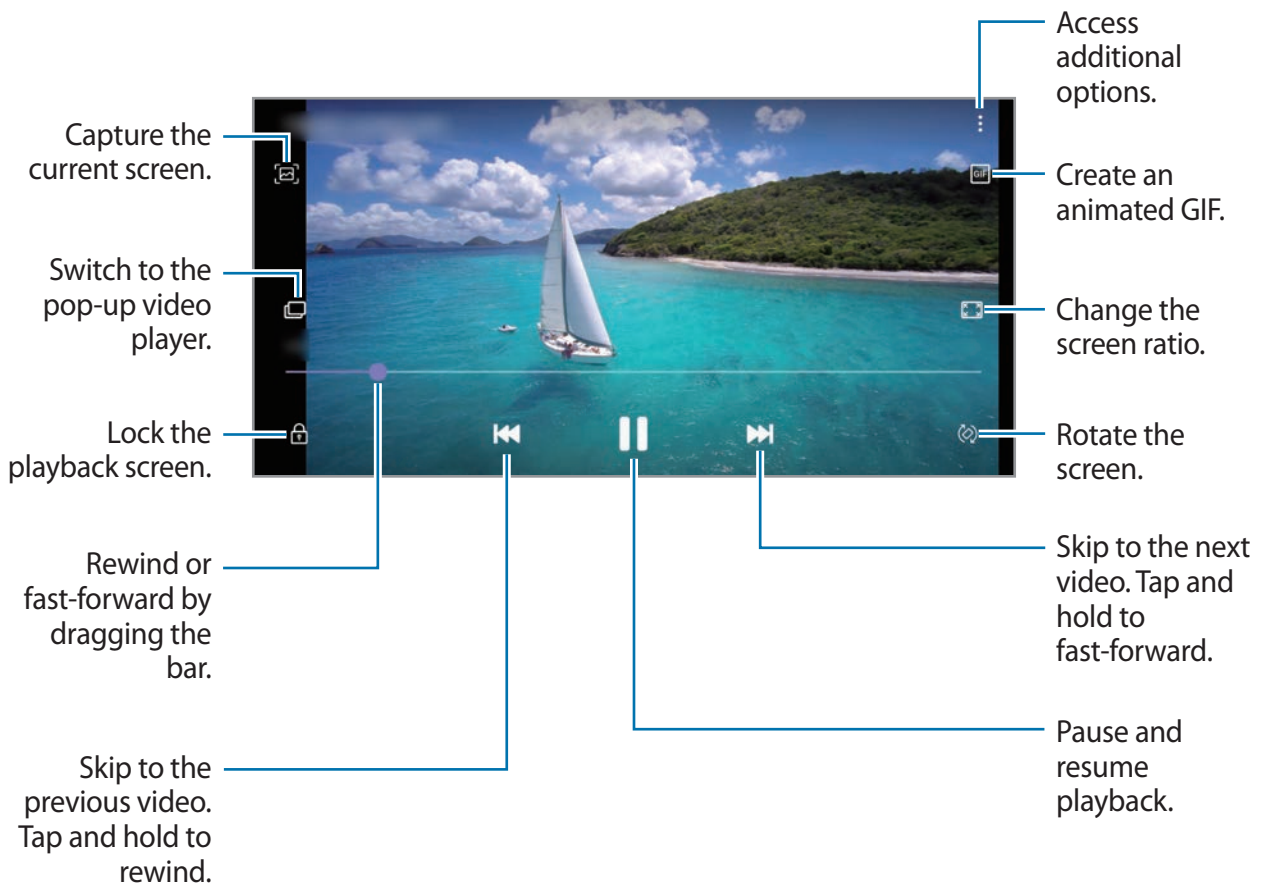 Access
additional
options.
Capture the
current screen.
GIF
Create an
animated GIF.
Switch to the
pop-up video
player.
Change the
screen ratio.
Lock the
playback screen.
Rotate the
screen.
Rewind or
fast-forward by
dragging the
bar.
Skip to the next
video. Tap and
hold to
fast-forward.
Skip to the
previous video.
Tap and hold to
rewind.
Pause and
resume
playback.